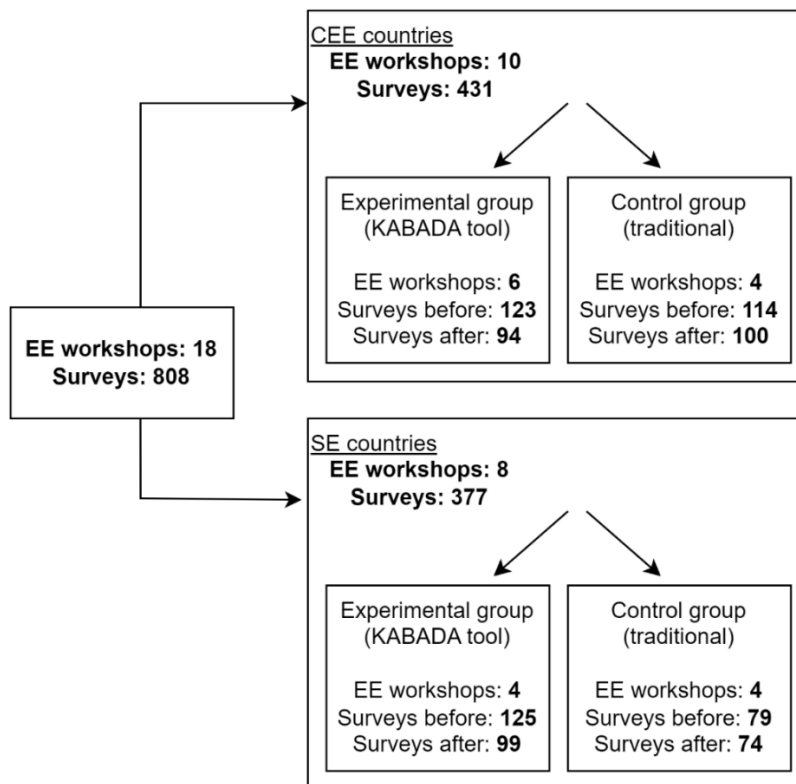 CEE countries
EE workshops: 10
Surveys: 431
Experimental group
(KABADA tool)
EE workshops: 6
Surveys before: 123
Surveys after: 94
Control group
(traditional)
EE workshops: 4
Surveys before: 114
Surveys after: 100
EE workshops: 18
Surveys: 808
SE countries
EE workshops: 8
Surveys: 377
Experimental group
(KABADA tool)
EE workshops: 4
Surveys before: 125
Surveys after: 99
Control group
(traditional)
EE workshops: 4
Surveys before: 79
Surveys after: 74